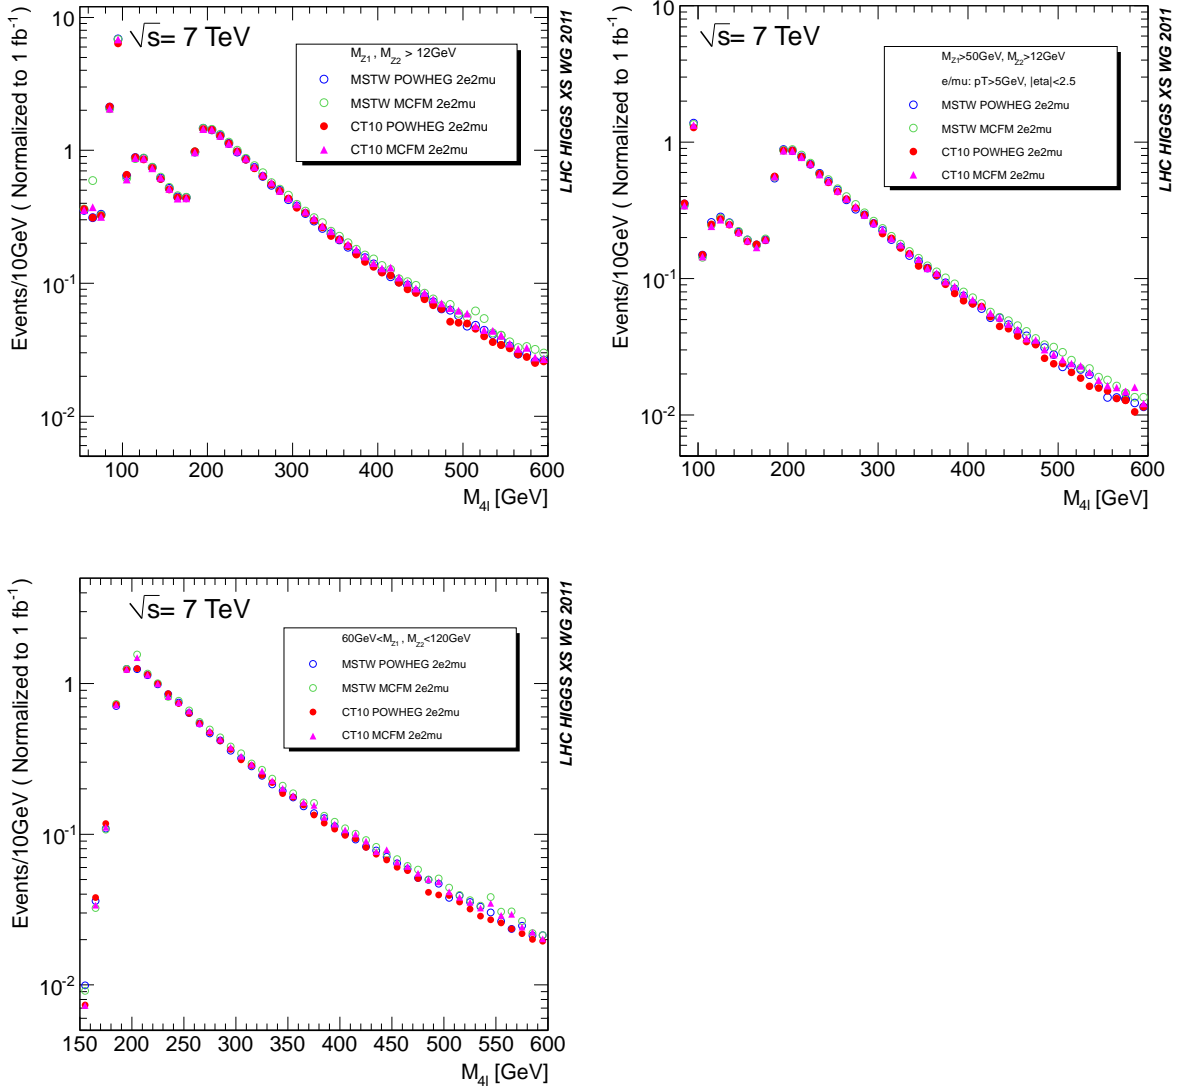 √s= 7 TeV
M_Z1 , M_Z2 > 12GeV
MSTW POWHEG 2e2mu
MSTW MCFM 2e2mu
CT10 POWHEG 2e2mu
CT10 MCFM 2e2mu
Events/10GeV ( Normalized to 1 fb⁻¹ )
LHC HIGGS XS WG 2011
10
1
10⁻¹
10⁻²
100 200 300 400 500 600
M_4l [GeV]
√s= 7 TeV
M_Z1>50GeV, M_Z2>12GeV
e/mu: pT>5GeV, |eta|<2.5
MSTW POWHEG 2e2mu
MSTW MCFM 2e2mu
CT10 POWHEG 2e2mu
CT10 MCFM 2e2mu
Events/10GeV ( Normalized to 1 fb⁻¹ )
LHC HIGGS XS WG 2011
10
1
10⁻¹
10⁻²
100 200 300 400 500 600
M_4l [GeV]
√s= 7 TeV
60GeV<M_Z1 , M_Z2<120GeV
MSTW POWHEG 2e2mu
MSTW MCFM 2e2mu
CT10 POWHEG 2e2mu
CT10 MCFM 2e2mu
Events/10GeV ( Normalized to 1 fb⁻¹ )
LHC HIGGS XS WG 2011
1
10⁻¹
10⁻²
150 200 250 300 350 400 450 500 550 600
M_4l [GeV]